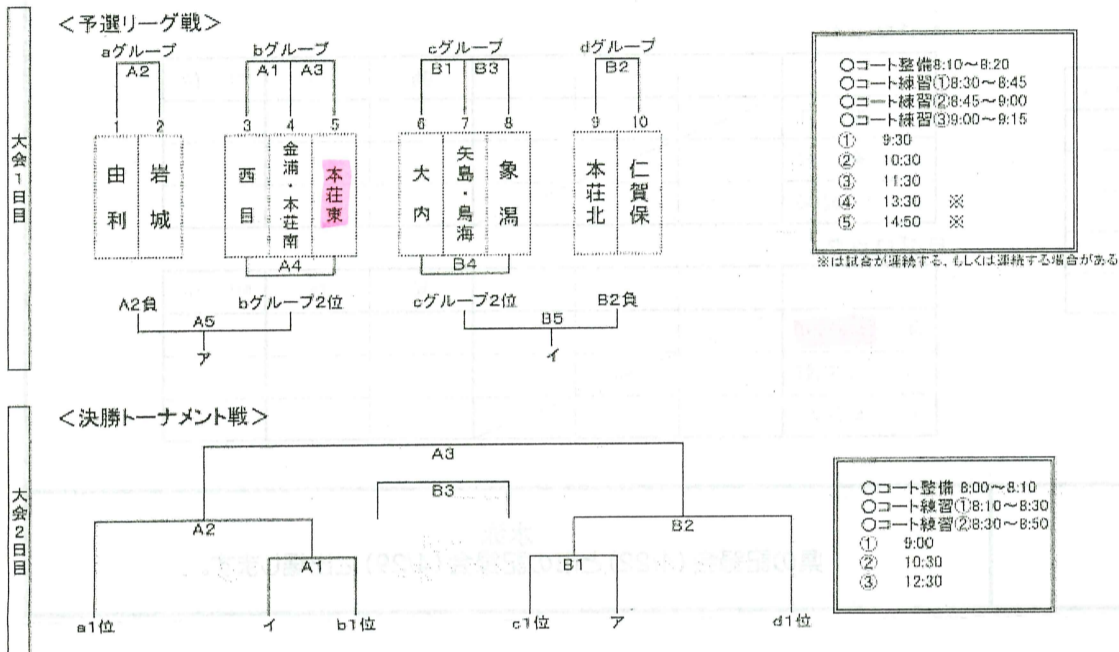 大会1日目
＜予選リーグ戦＞
aグループ bグループ cグループ dグループ
A2 A1 A3 B1 B3 B2
1 2 3 4 5 6 7 8 9 10
由利 岩城 西目 金浦・本荘南 本荘東 大内 矢島・鳥海 象潟 本荘北 仁賀保
A4 B4
A2負 bグループ2位 cグループ2位 B2負
A5 B5
ア イ
○コート整備8:10～8:20
○コート練習①8:30～8:45
○コート練習②8:45～9:00
○コート練習③9:00～9:15
① 9:30
② 10:30
③ 11:30
④ 13:30 ※
⑤ 14:50 ※
※は試合が連続する、もしくは連続する場合がある
大会2日目
＜決勝トーナメント戦＞
A3
B3
A2 B2
A1 B1
a1位 イ b1位 c1位 ア d1位
○コート整備 8:00～8:10
○コート練習①8:10～8:30
○コート練習②8:30～8:50
① 9:00
② 10:30
③ 12:30